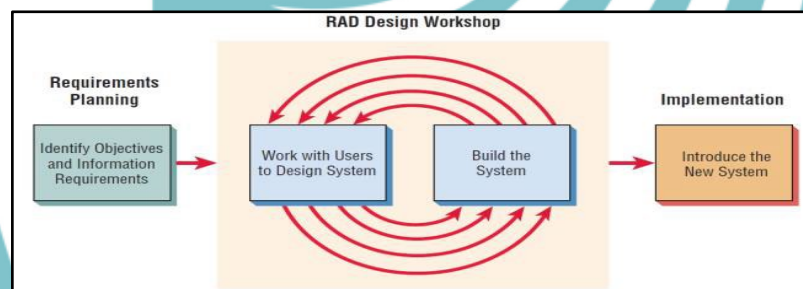 RAD Design Workshop
Requirements
Planning
Identify Objectives
and Information
Requirements
Work with Users
to Design System
Build the
System
Implementation
Introduce the
New System